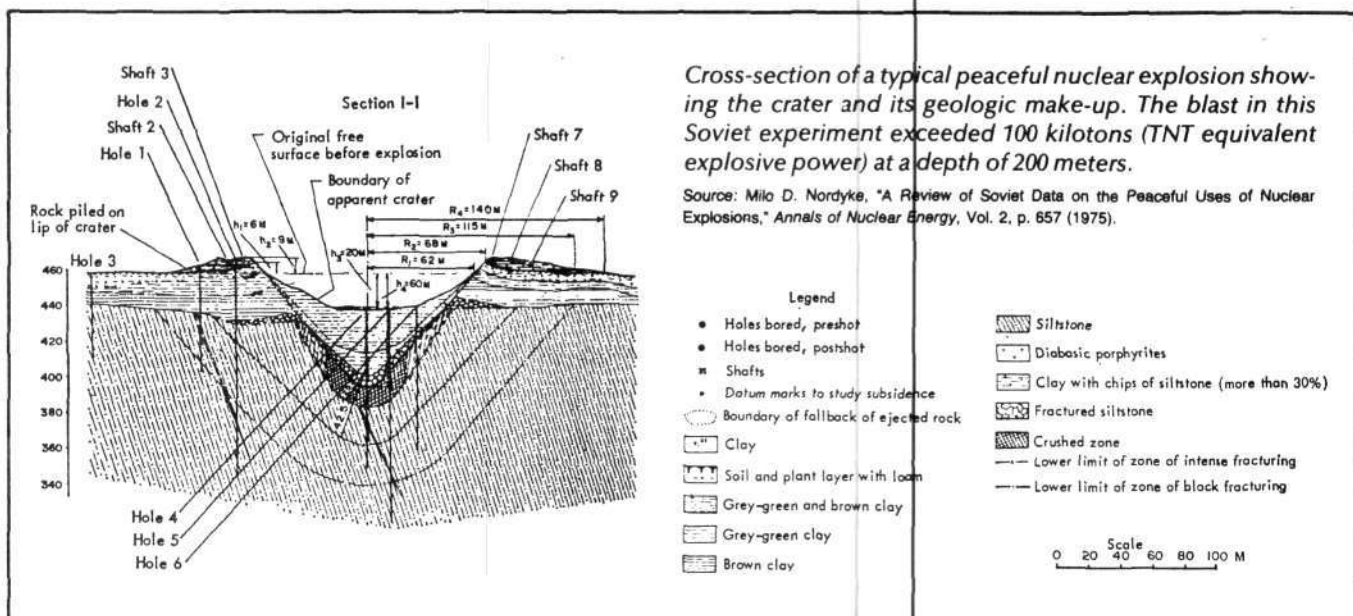 Shaft 3
Hole 2
Shaft 2
Hole 1
Section I-I
Original free
surface before explosion
Boundary of
apparent crater
Rock piled on
lip of crater
Hole 3
Shaft 7
Shaft 8
Shaft 9
R₄=140 M
R₃=115 M
R₂=68 M
R₁=62 M
h₁=6M
h₂=9M
=20M
=60M
460
440
420
400
380
360
340
42.5
Hole 4
Hole 5
Hole 6
Cross-section of a typical peaceful nuclear explosion show-
ing the crater and its geologic make-up. The blast in this
Soviet experiment exceeded 100 kilotons (TNT equivalent
explosive power) at a depth of 200 meters.
Source: Milo D. Nordyke, "A Review of Soviet Data on the Peaceful Uses of Nuclear
Explosions," Annals of Nuclear Energy, Vol. 2, p. 657 (1975).
Legend
Holes bored, preshot
Holes bored, postshot
Shafts
Datum marks to study subsidence
Boundary of fallback of ejected rock
Clay
Soil and plant layer with loam
Grey-green and brown clay
Grey-green clay
Brown clay
Siltstone
Diabasic porphyrites
Clay with chips of siltstone (more than 30%)
Fractured siltstone
Crushed zone
Lower limit of zone of intense fracturing
Lower limit of zone of block fracturing
Scale
0 20 40 60 80 100 M